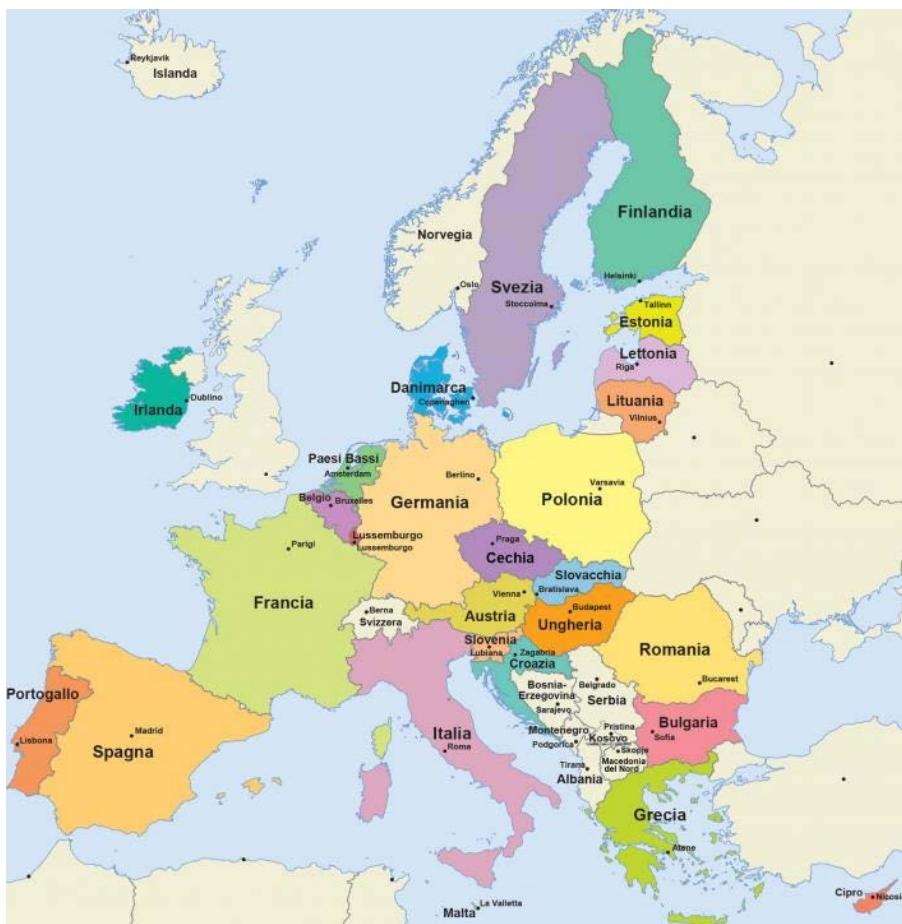 Reykjavik
Islanda
Norvegia
Oslo
Svezia
Stoccolma
Finlandia
Helsinki
Tallinn
Estonia
Lettonia
Riga
Lituania
Vilnius
Danimarca
Copenaghen
Dublino
Irlanda
Paesi Bassi
Amsterdam
Belgio
Bruxelles
Lussemburgo
Lussemburgo
Berlino
Germania
Varsavia
Polonia
Praga
Cechia
Slovacchia
Bratislava
Vienna
Austria
Budapest
Ungheria
Parigi
Francia
Berna
Svizzera
Slovenia
Lubiana
Zagabria
Croazia
Romania
Bucarest
Bosnia-
Erzegovina
Sarajevo
Belgrado
Serbia
Montenegro
Podgorica
Pristina
Kosovo
Skopje
Macedonia
del Nord
Tirana
Albania
Bulgaria
Sofia
Portogallo
Lisbona
Madrid
Spagna
Italia
Roma
Grecia
Atene
La Valletta
Malta
Cipro
Nicosi